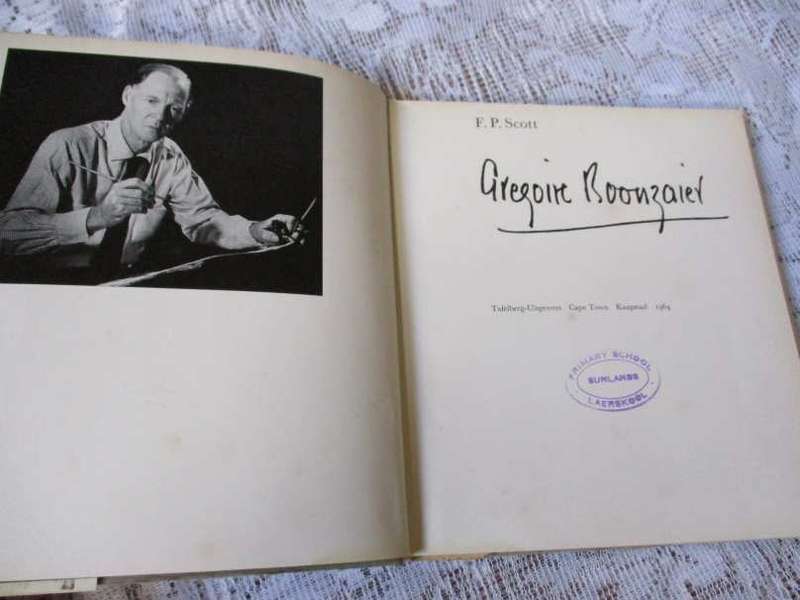 F. P. Scott
Gregoire Boonzaier
Tafelberg-Uitgewers Cape Town Kaapstad 1964
PRIMARY SCHOOL
SUNLANDS
LAERSKOOL